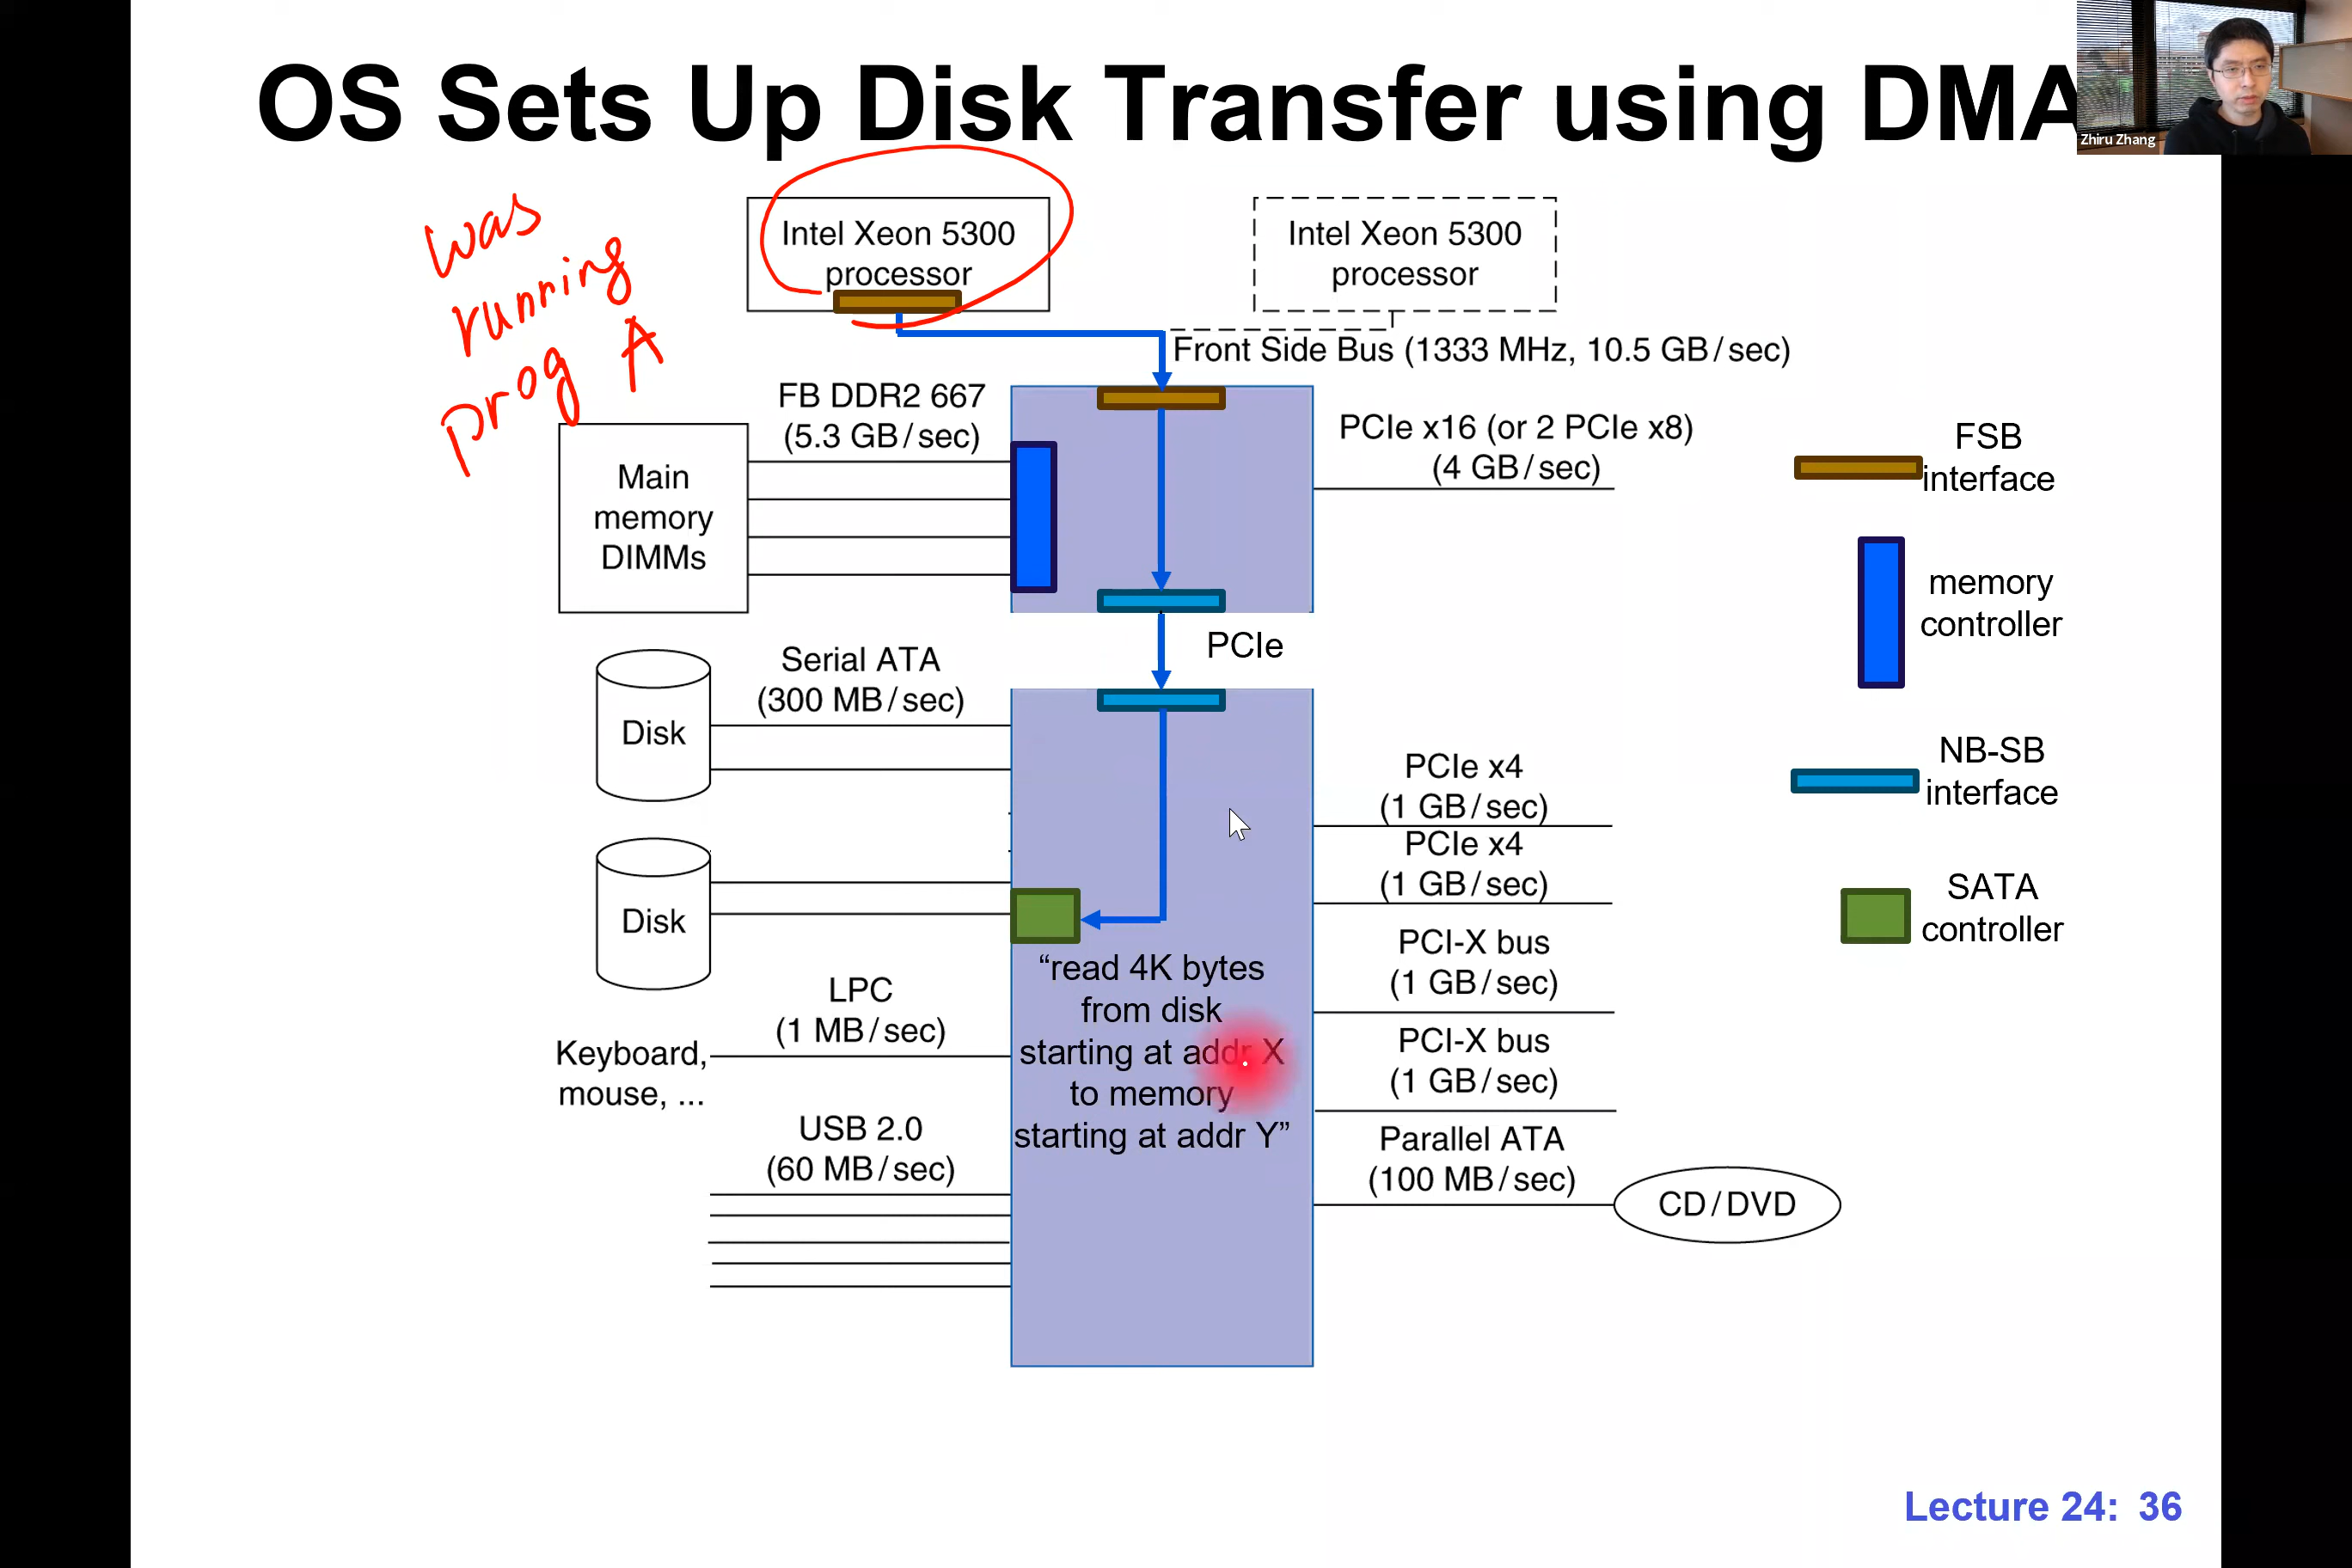 OS Sets Up Disk Transfer using DMA
Zhiru Zhang
was
running
prog A
Intel Xeon 5300
processor
Intel Xeon 5300
processor
Front Side Bus (1333 MHz, 10.5 GB/sec)
FB DDR2 667
(5.3 GB/sec)
Main
memory
DIMMs
PCIe x16 (or 2 PCIe x8)
(4 GB/sec)
FSB
interface
memory
controller
PCIe
Serial ATA
(300 MB/sec)
Disk
NB-SB
interface
PCIe x4
(1 GB/sec)
PCIe x4
(1 GB/sec)
Disk
SATA
controller
“read 4K bytes
from disk
starting at addr X
to memory
starting at addr Y”
PCI-X bus
(1 GB/sec)
LPC
(1 MB/sec)
Keyboard,
mouse, ...
PCI-X bus
(1 GB/sec)
USB 2.0
(60 MB/sec)
Parallel ATA
(100 MB/sec)
CD/DVD
Lecture 24: 36